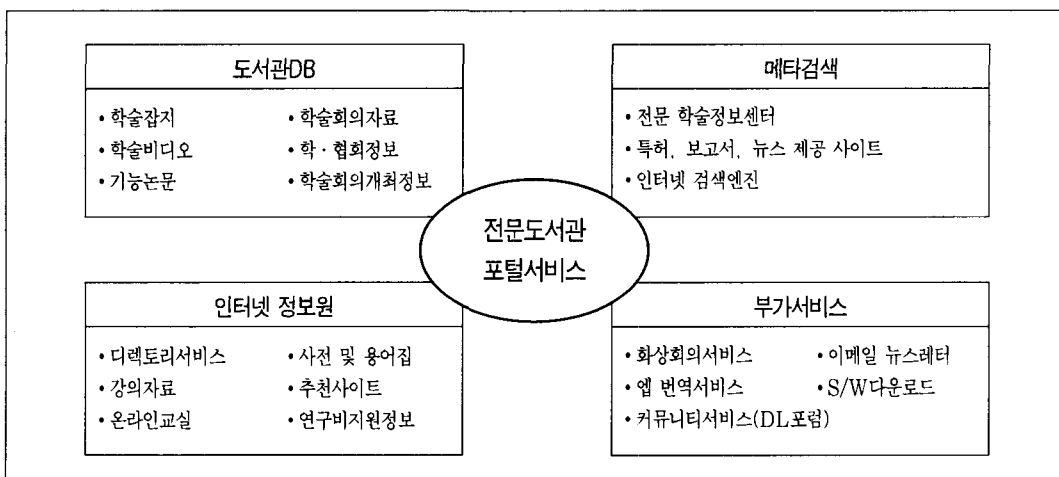 도서관DB
• 학술잡지 • 학술회의자료
• 학술비디오 • 학 · 협회정보
• 기능논문 • 학술회의개최정보
메타검색
• 전문 학술정보센터
• 특허, 보고서, 뉴스 제공 사이트
• 인터넷 검색엔진
전문도서관
포털서비스
인터넷 정보원
• 디렉토리서비스 • 사전 및 용어집
• 강의자료 • 추천사이트
• 온라인교실 • 연구비지원정보
부가서비스
• 화상회의서비스 • 이메일 뉴스레터
• 엡 번역서비스 • S/W다운로드
• 커뮤니티서비스(DL포럼)